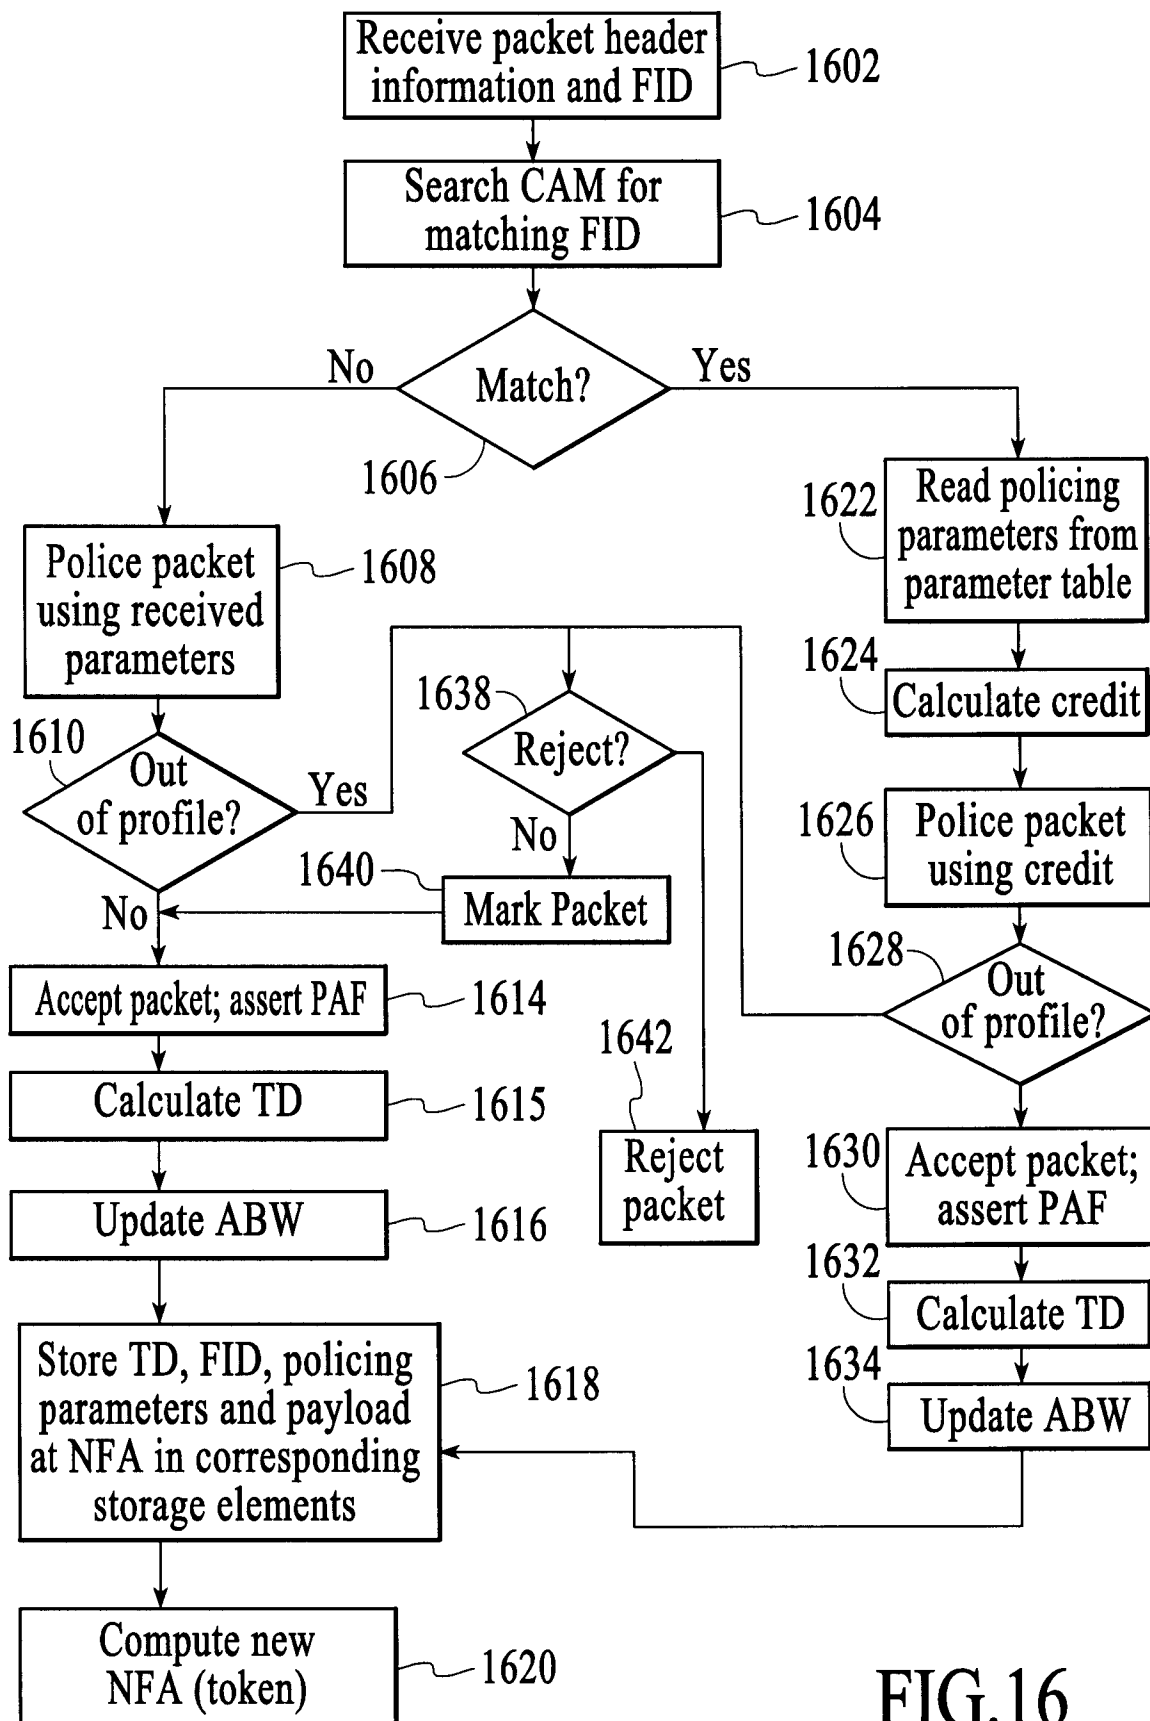 Receive packet header
information and FID
1602
Search CAM for
matching FID
1604
No
Match?
Yes
1606
1622
Read policing
parameters from
parameter table
Police packet
using received
parameters
1608
1624
Calculate credit
1638
Reject?
1610
Out
of profile?
Yes
No
1626
Police packet
using credit
1640
Mark Packet
No
1628
Out
of profile?
Accept packet; assert PAF
1614
1642
Reject
packet
Calculate TD
1615
1630
Accept packet;
assert PAF
Update ABW
1616
1632
Calculate TD
1634
Update ABW
Store TD, FID, policing
parameters and payload
at NFA in corresponding
storage elements
1618
Compute new
NFA (token)
1620
FIG.16